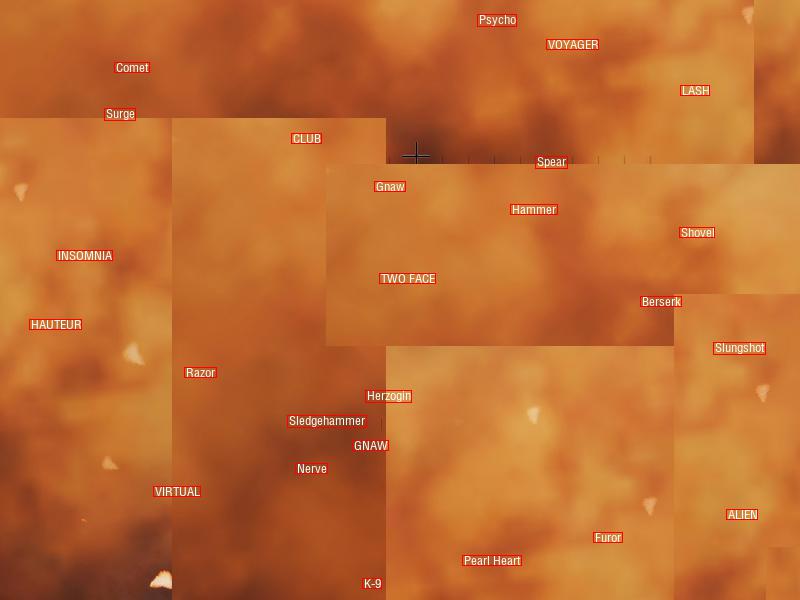 Psycho
VOYAGER
Comet
LASH
Surge
CLUB
Spear
Gnaw
Hammer
Shovel
INSOMNIA
TWO FACE
Berserk
HAUTEUR
Slungshot
Razor
Herzogin
Sledgehammer
GNAW
Nerve
VIRTUAL
ALIEN
Furor
Pearl Heart
K-9